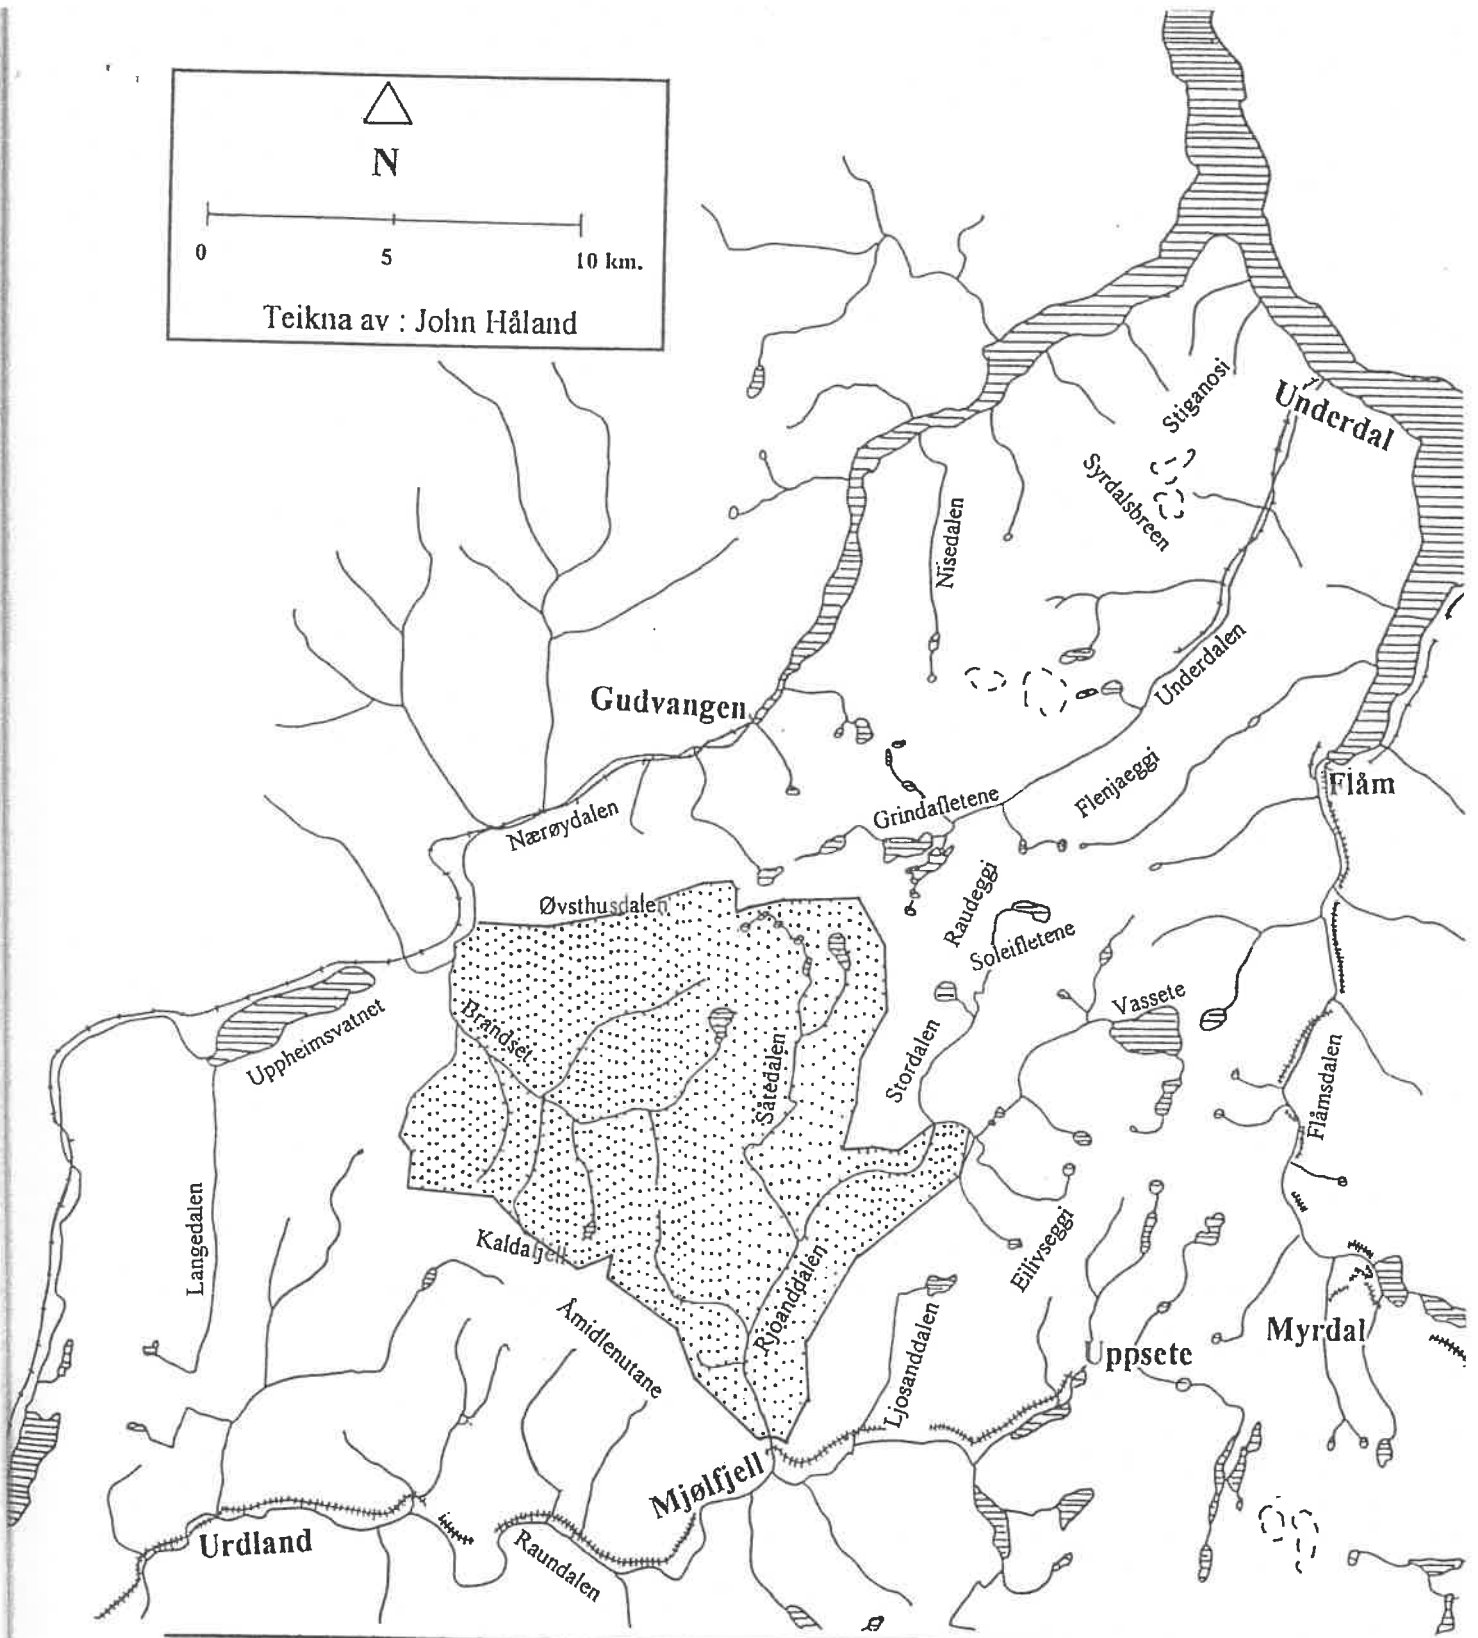 N
0 5 10 km.
Teikna av : John Håland
Stiganosi
Underdal
Syrdalsbreen
Nisedalen
Underdalen
Gudvangen
Flenjaeggi
Flåm
Grindafletene
Nærøydalen
Raudeggi
Øvsthusdalen
Soleifletene
Vassete
Brandset
Uppheimsvatnet
Stordalen
Såtedalen
Flåmsdalen
Langedalen
Kaldafjell
Eilivseggi
Rjoanddalen
Åmidlenutane
Ljosanddalen
Uppsete
Myrdal
Mjølfjell
Urdland
Raundalen